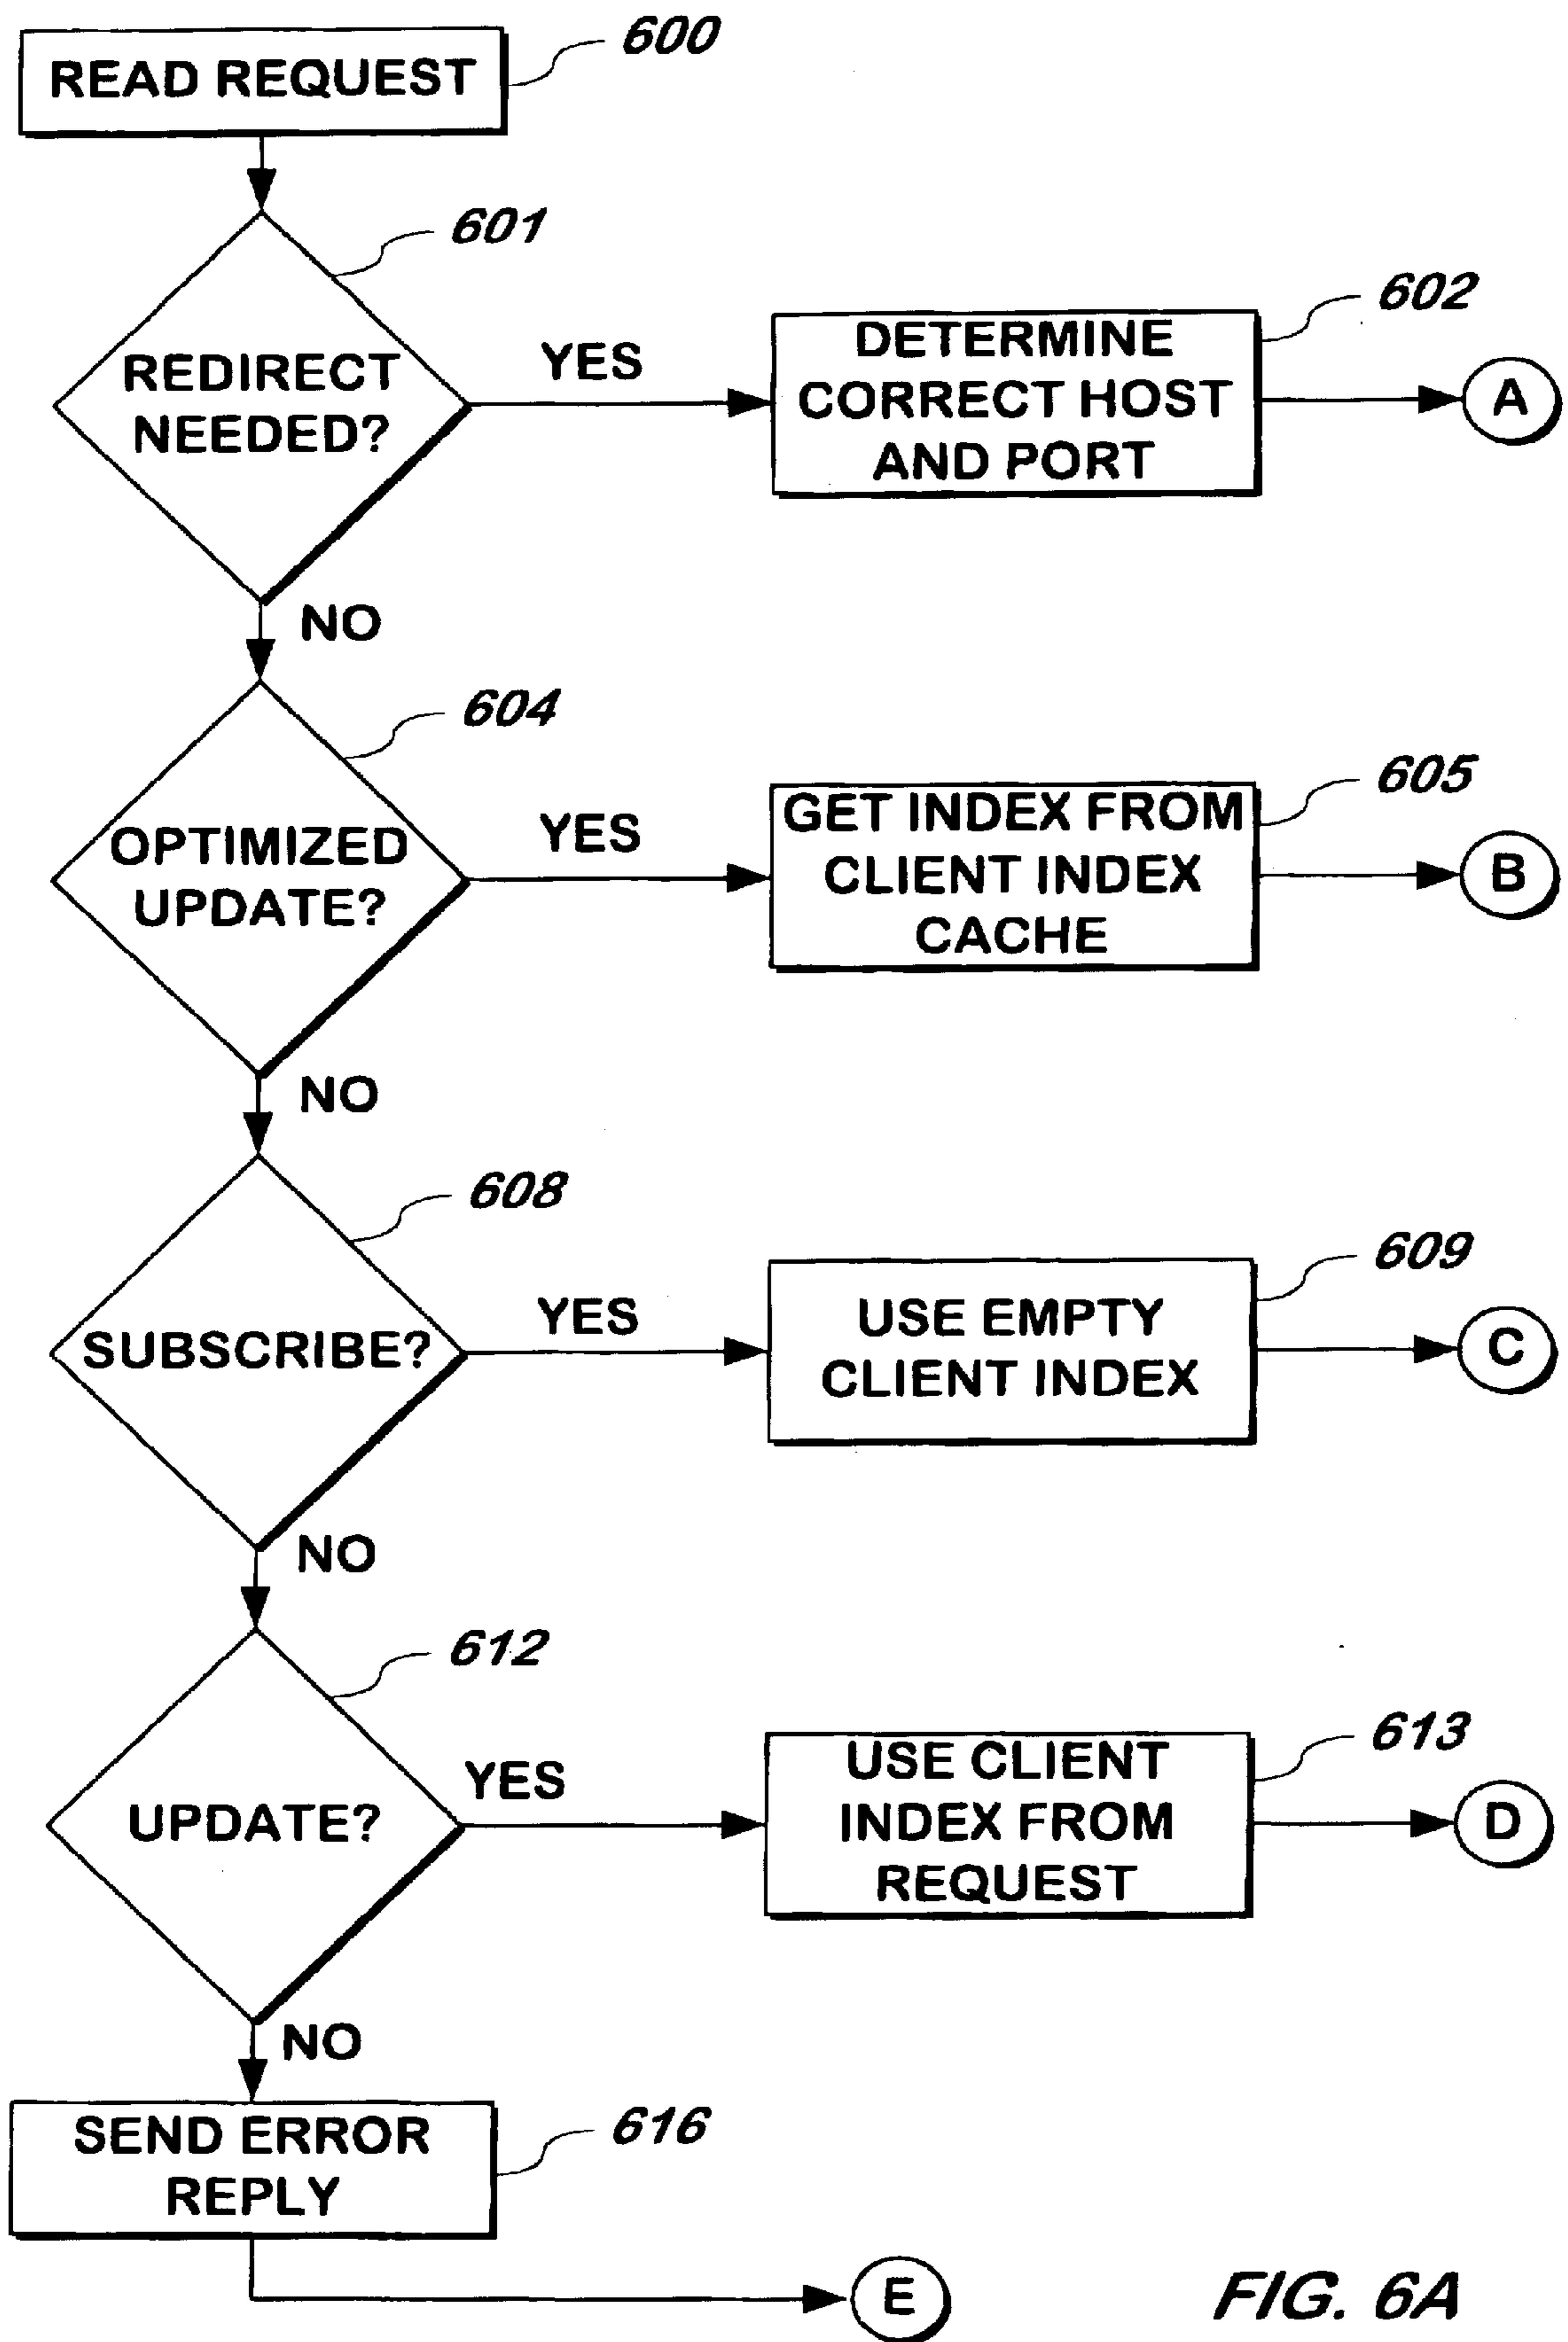 READ REQUEST
600
601
REDIRECT
NEEDED?
YES
DETERMINE
CORRECT HOST
AND PORT
602
A
NO
604
OPTIMIZED
UPDATE?
YES
GET INDEX FROM
CLIENT INDEX
CACHE
605
B
NO
608
SUBSCRIBE?
YES
USE EMPTY
CLIENT INDEX
609
C
NO
612
UPDATE?
YES
USE CLIENT
INDEX FROM
REQUEST
613
D
NO
SEND ERROR
REPLY
616
E
FIG. 6A